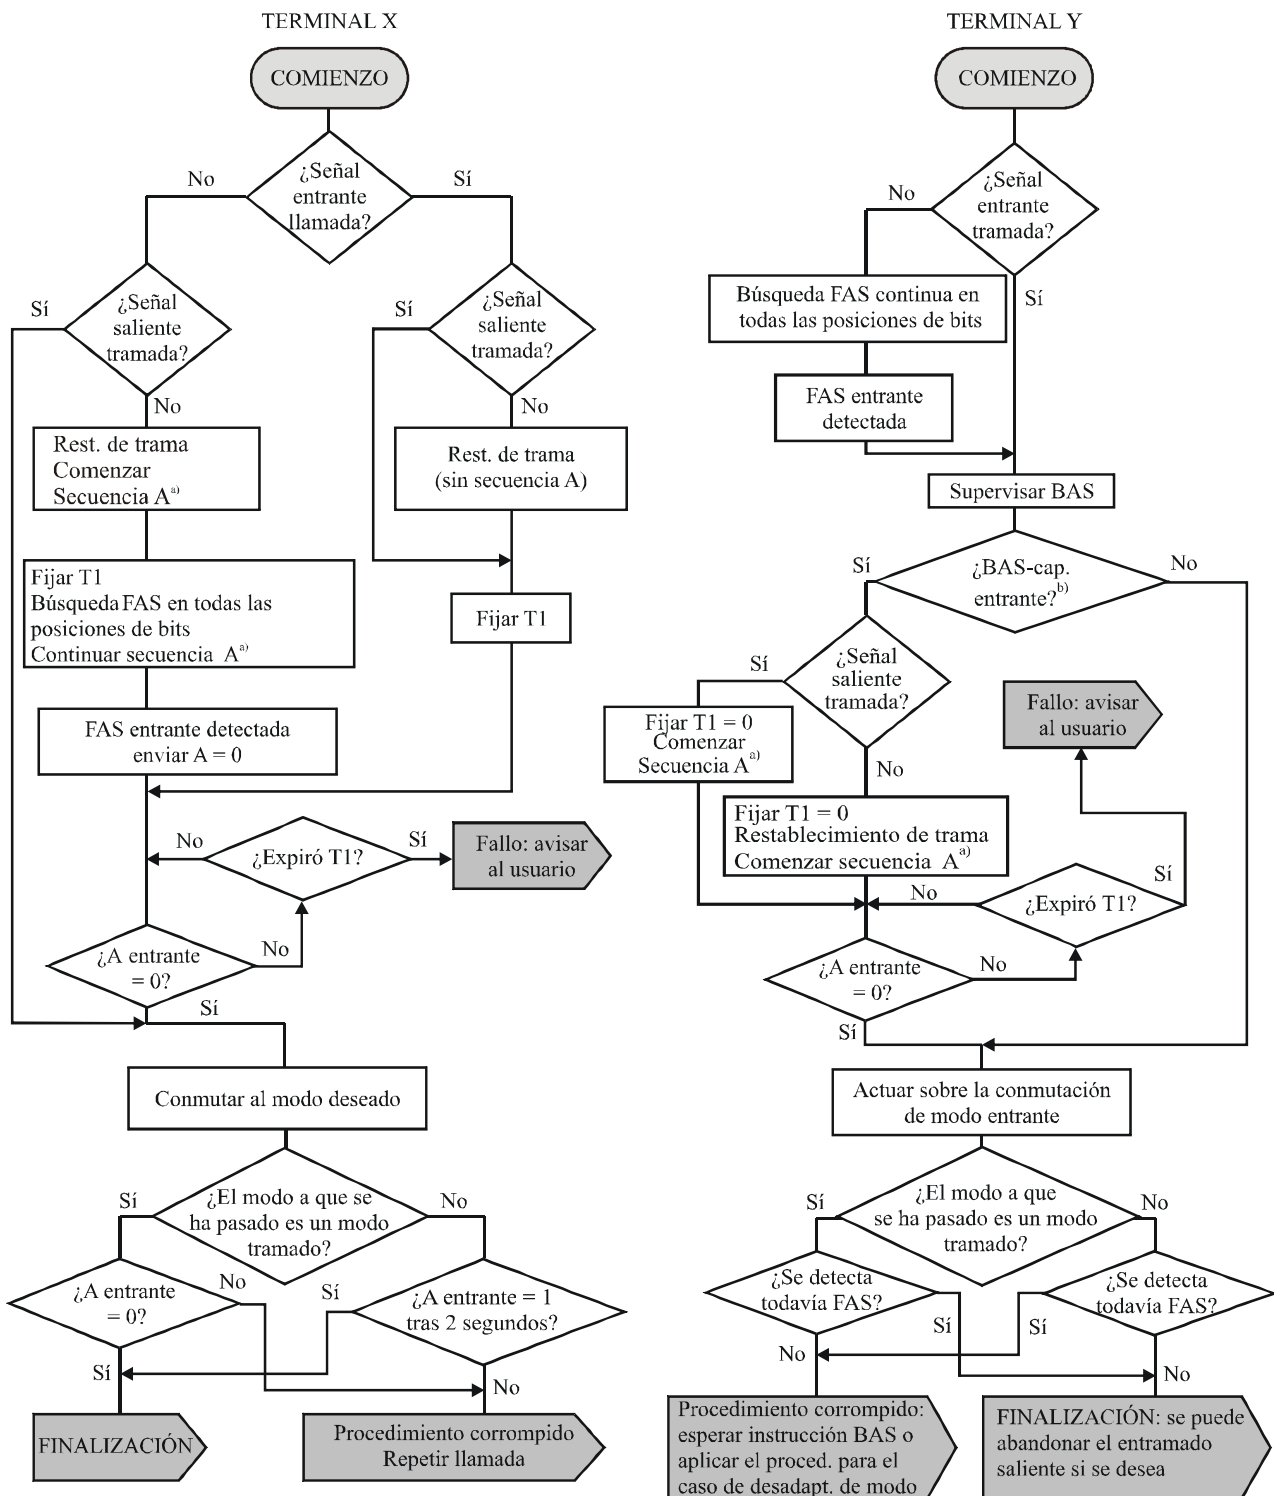 TERMINAL X
COMIENZO
¿Señal
entrante
llamada?
No
Sí
¿Señal
saliente
tramada?
Sí
No
¿Señal
saliente
tramada?
Sí
No
Rest. de trama
Comenzar
Secuencia A a)
Rest. de trama
(sin secuencia A)
Fijar T1
Búsqueda FAS en todas las
posiciones de bits
Continuar secuencia A a)
Fijar T1
FAS entrante detectada
enviar A = 0
No
¿Expiró T1?
Sí
Fallo: avisar
al usuario
¿A entrante
= 0?
No
Sí
Conmutar al modo deseado
¿El modo a que se
ha pasado es un modo
tramado?
Sí
No
¿A entrante
= 0?
No
Sí
¿A entrante = 1
tras 2 segundos?
Sí
No
FINALIZACIÓN
Procedimiento corrompido
Repetir llamada
TERMINAL Y
COMIENZO
¿Señal
entrante
tramada?
No
Sí
Búsqueda FAS continua en
todas las posiciones de bits
FAS entrante
detectada
Supervisar BAS
¿BAS-cap.
entrante? b)
Sí
No
¿Señal
saliente
tramada?
Sí
No
Fijar T1 = 0
Comenzar
Secuencia A a)
Fijar T1 = 0
Restablecimiento de trama
Comenzar secuencia A a)
Fallo: avisar
al usuario
No
¿Expiró T1?
Sí
¿A entrante
= 0?
No
Sí
Actuar sobre la conmutación
de modo entrante
¿El modo a que
se ha pasado es un modo
tramado?
Sí
No
¿Se detecta
todavía FAS?
Sí
No
¿Se detecta
todavía FAS?
Sí
No
Procedimiento corrompido:
esperar instrucción BAS o
aplicar el proced. para el
caso de desadapt. de modo
FINALIZACIÓN: se puede
abandonar el entramado
saliente si se desea